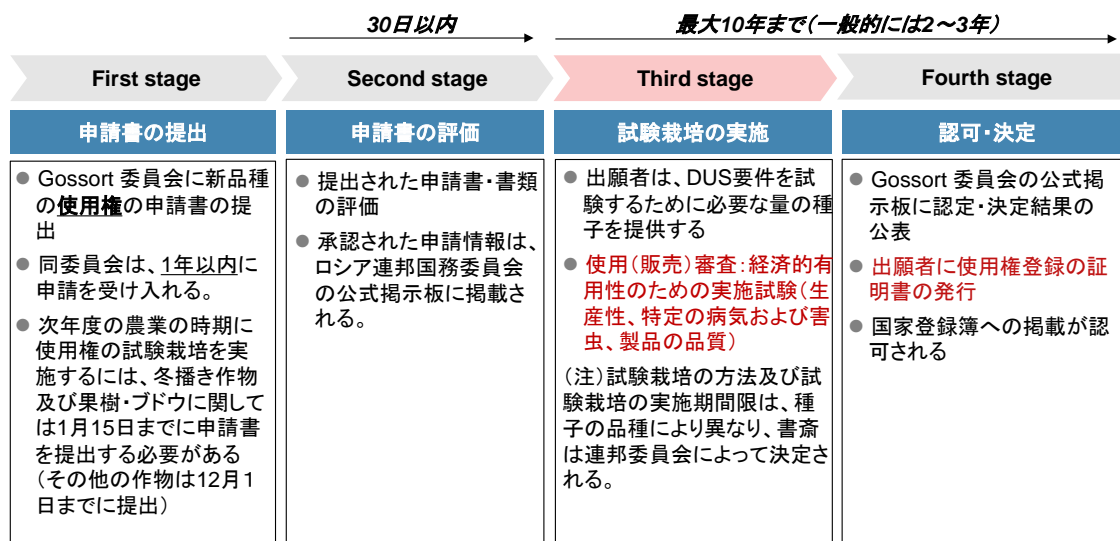 30日以内
最大10年まで(一般的には2～3年)
First stage
Second stage
Third stage
Fourth stage
申請書の提出
申請書の評価
試験栽培の実施
認可・決定
● Gossort 委員会に新品種
の使用権の申請書の提
出
● 同委員会は、1年以内に
申請を受け入れる。
● 次年度の農業の時期に
使用権の試験栽培を実
施するには、冬播き作物
及び果樹・ブドウに関して
は1月15日までに申請書
を提出する必要がある
(その他の作物は12月1
日までに提出)
● 提出された申請書・書類
の評価
● 承認された申請情報は、
ロシア連邦国務委員会
の公式掲示板に掲載さ
れる。
● 出願者は、DUS要件を試
験するために必要な量の種
子を提供する
● 使用(販売)審査:経済的有
用性のための実施試験(生
産性、特定の病気および害
虫、製品の品質)
(注)試験栽培の方法及び試
験栽培の実施期間限は、種
子の品種により異なり、書斎
は連邦委員会によって決定さ
れる。
● Gossort 委員会の公式掲
示板に認定・決定結果の
公表
● 出願者に使用権登録の証
明書の発行
● 国家登録簿への掲載が認
可される